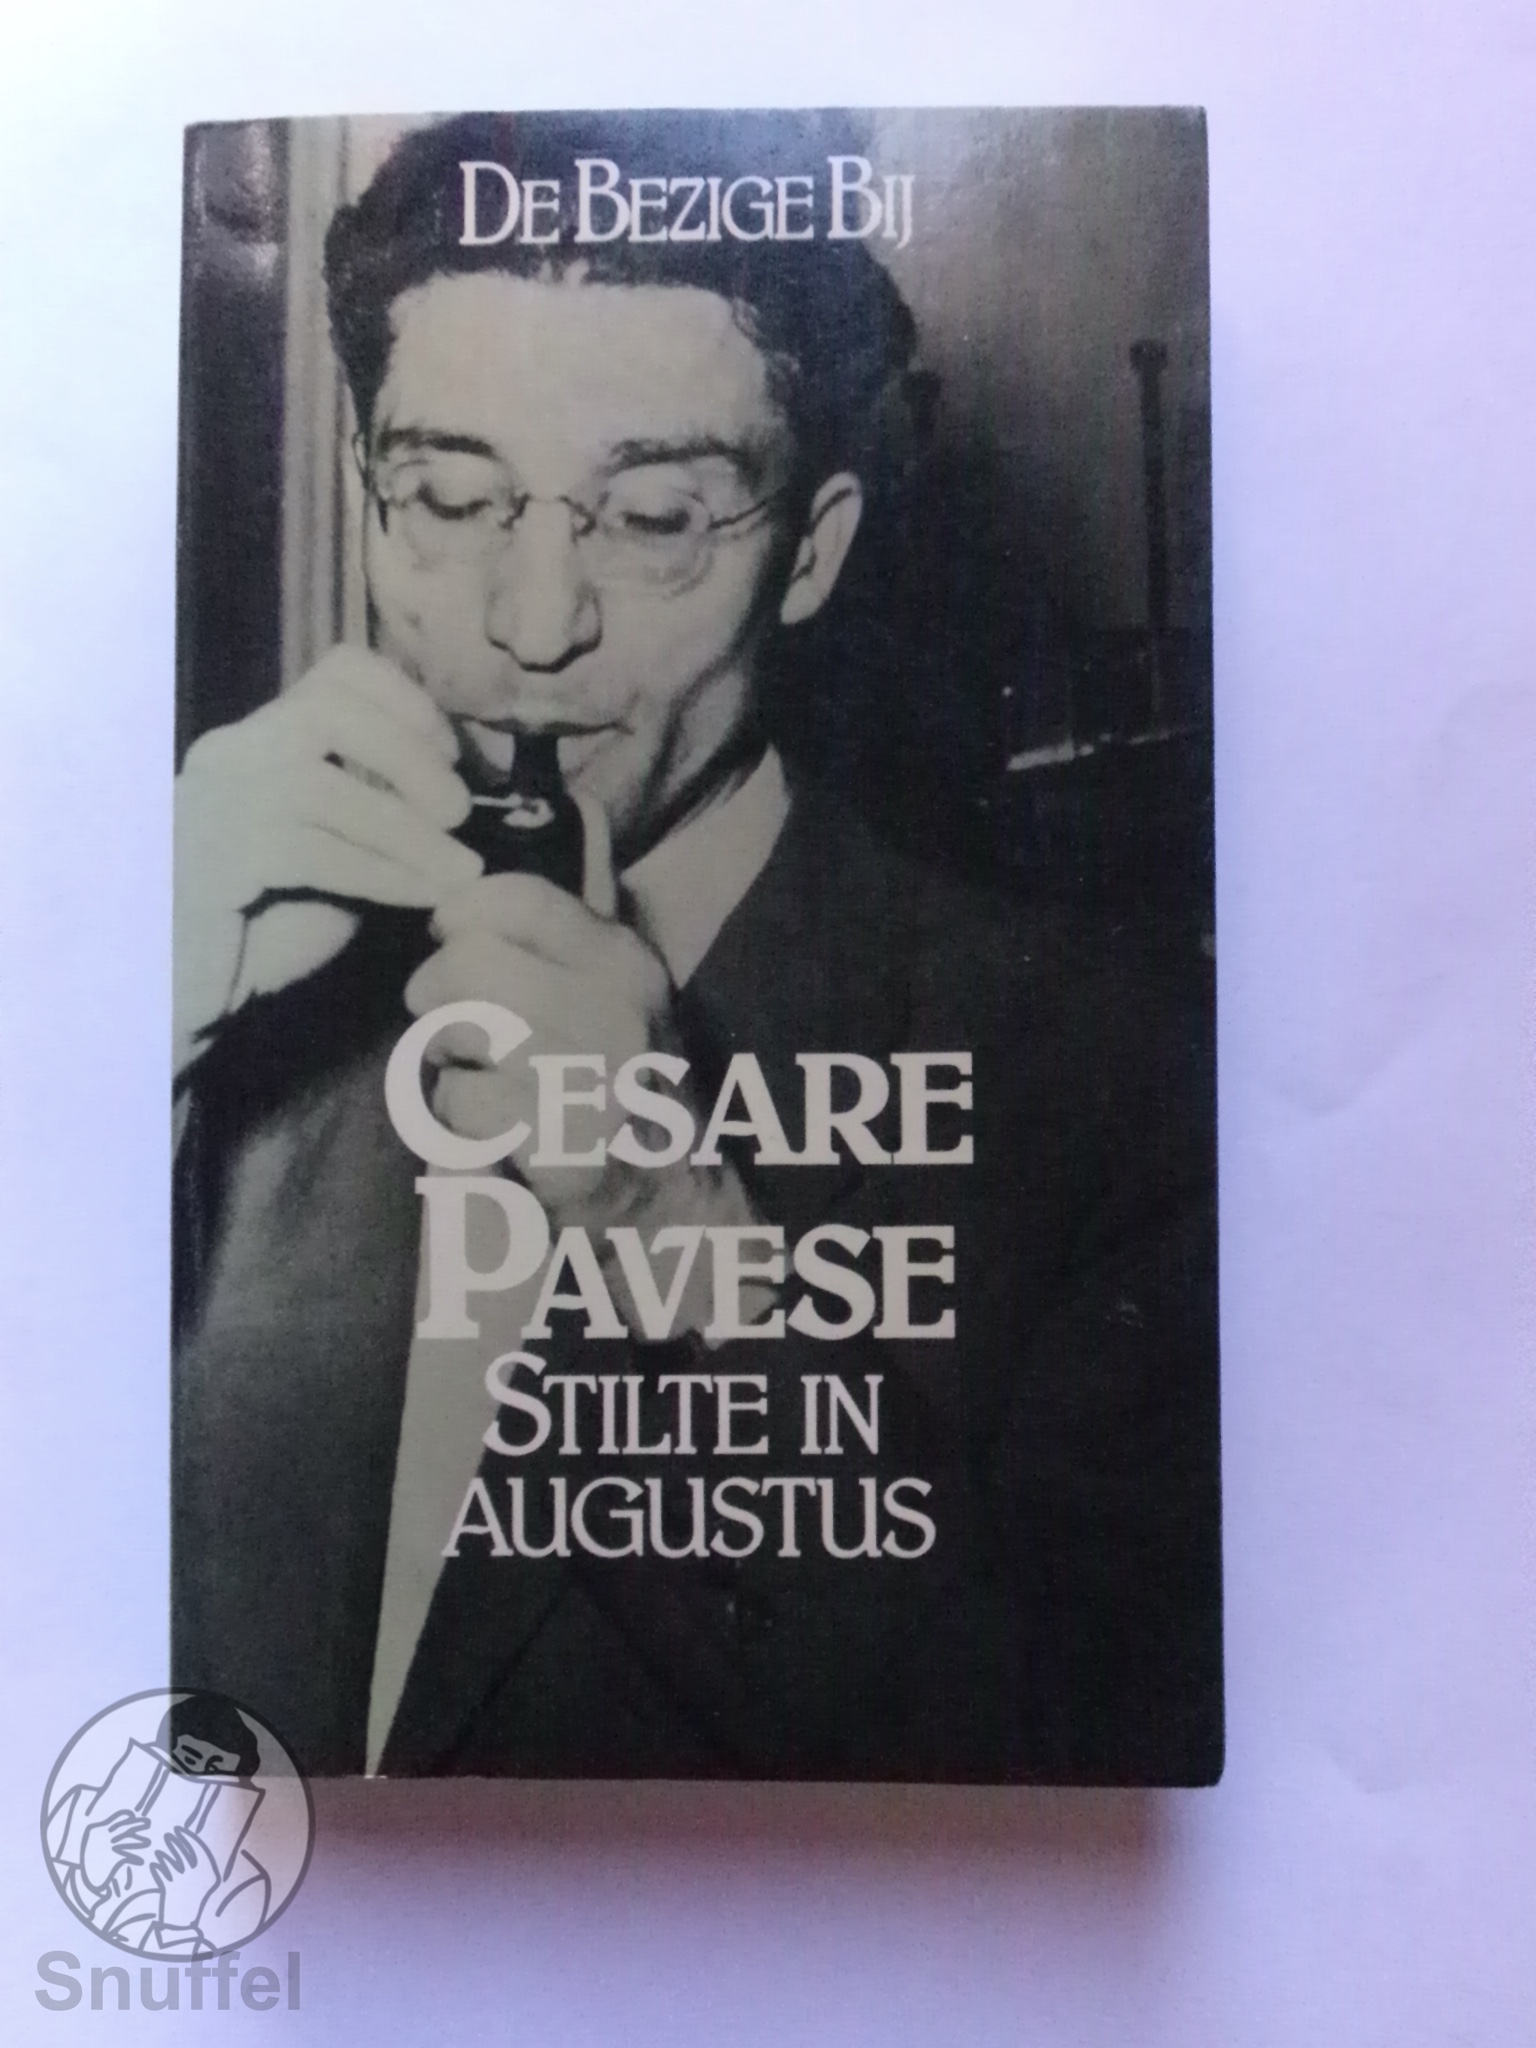 DE BEZIGE BIJ
CESARE
PAVESE
STILTE IN
AUGUSTUS
Snuffel